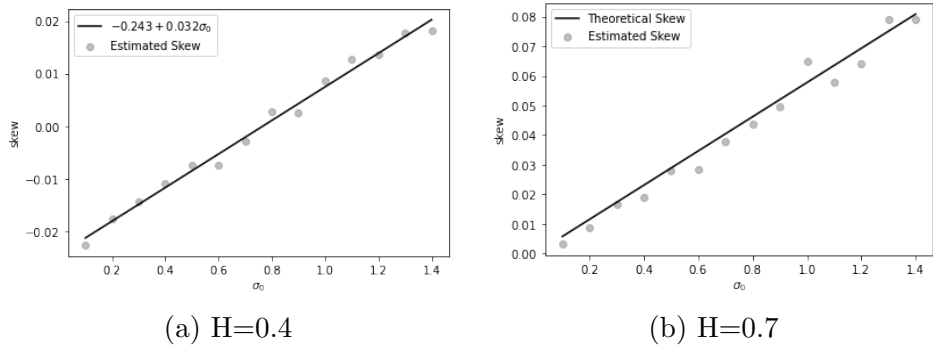 −0.243 + 0.032σ₀
Estimated Skew
0.02
0.01
0.00
−0.01
−0.02
skew
0.2 0.4 0.6 0.8 1.0 1.2 1.4
σ₀
(a) H=0.4
Theoretical Skew
Estimated Skew
0.08
0.07
0.06
0.05
0.04
0.03
0.02
0.01
0.00
skew
0.2 0.4 0.6 0.8 1.0 1.2 1.4
σ₀
(b) H=0.7